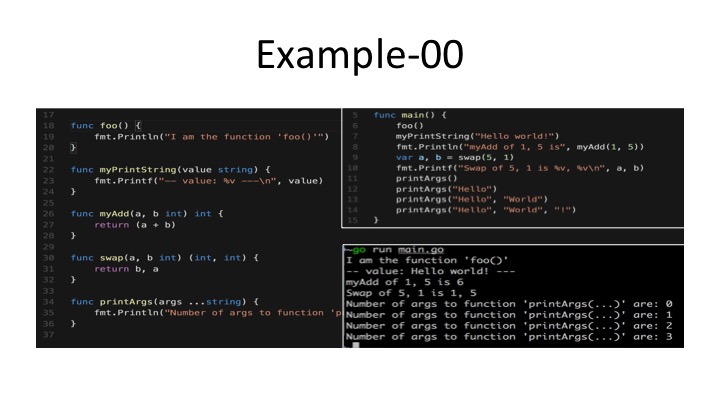 Example-00
17
18 func foo() {
19 fmt.Println("I am the function 'foo()'")
20 }
21
22 func myPrintString(value string) {
23 fmt.Printf("-- value: %v ---\n", value)
24 }
25
26 func myAdd(a, b int) int {
27 return (a + b)
28 }
29
30 func swap(a, b int) (int, int) {
31 return b, a
32 }
33
34 func printArgs(args ...string) {
35 fmt.Println("Number of args to function 'p
36 }
37
5 func main() {
6 foo()
7 myPrintString("Hello world!")
8 fmt.Println("myAdd of 1, 5 is", myAdd(1, 5))
9 var a, b = swap(5, 1)
10 fmt.Printf("Swap of 5, 1 is %v, %v\n", a, b)
11 printArgs()
12 printArgs("Hello")
13 printArgs("Hello", "World")
14 printArgs("Hello", "World", "!")
15 }
~go run main.go
I am the function 'foo()'
-- value: Hello world! ---
myAdd of 1, 5 is 6
Swap of 5, 1 is 1, 5
Number of args to function 'printArgs(...)' are: 0
Number of args to function 'printArgs(...)' are: 1
Number of args to function 'printArgs(...)' are: 2
Number of args to function 'printArgs(...)' are: 3